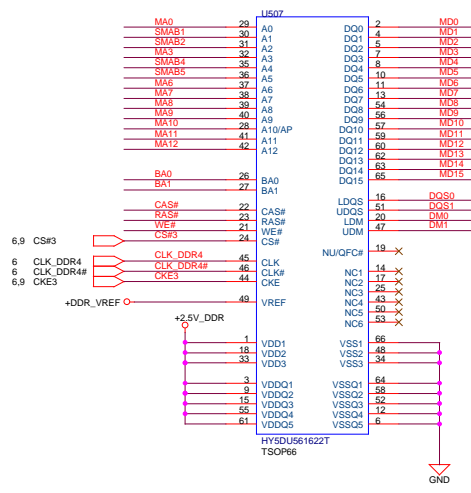 U507
MA0 29 A0 DQ0 2 MD0
SMAB1 30 A1 DQ1 4 MD1
SMAB2 31 A2 DQ2 5 MD2
MA3 32 A3 DQ3 7 MD3
SMAB4 35 A4 DQ4 8 MD4
SMAB5 36 A5 DQ5 10 MD5
MA6 37 A6 DQ6 11 MD6
MA7 38 A7 DQ7 13 MD7
MA8 39 A8 DQ8 54 MD8
MA9 40 A9 DQ9 56 MD9
MA10 28 A10/AP DQ10 57 MD10
MA11 41 A11 DQ11 59 MD11
MA12 42 A12 DQ12 60 MD12
DQ13 62 MD13
DQ14 63 MD14
DQ15 65 MD15
BA0 26 BA0
BA1 27 BA1
LDQS 16 DQS0
CAS# 22 CAS# UDQS 51 DQS1
RAS# 23 RAS# LDM 20 DM0
WE# 21 WE# UDM 47 DM1
6,9 CS#3 CS#3 24 CS#
NU/QFC# 19
6 CLK_DDR4 CLK_DDR4 45 CLK
6 CLK_DDR4# CLK_DDR4# 46 CLK# NC1 14
6,9 CKE3 CKE3 44 CKE NC2 17
NC3 25
+DDR_VREF 49 VREF NC4 43
NC5 50
NC6 53
+2.5V_DDR
1 VDD1 VSS1 66
18 VDD2 VSS2 48
33 VDD3 VSS3 34
3 VDDQ1 VSSQ1 64
9 VDDQ2 VSSQ2 58
15 VDDQ3 VSSQ3 52
55 VDDQ4 VSSQ4 12
61 VDDQ5 VSSQ5 6
HY5DU561622T
TSOP66
GND